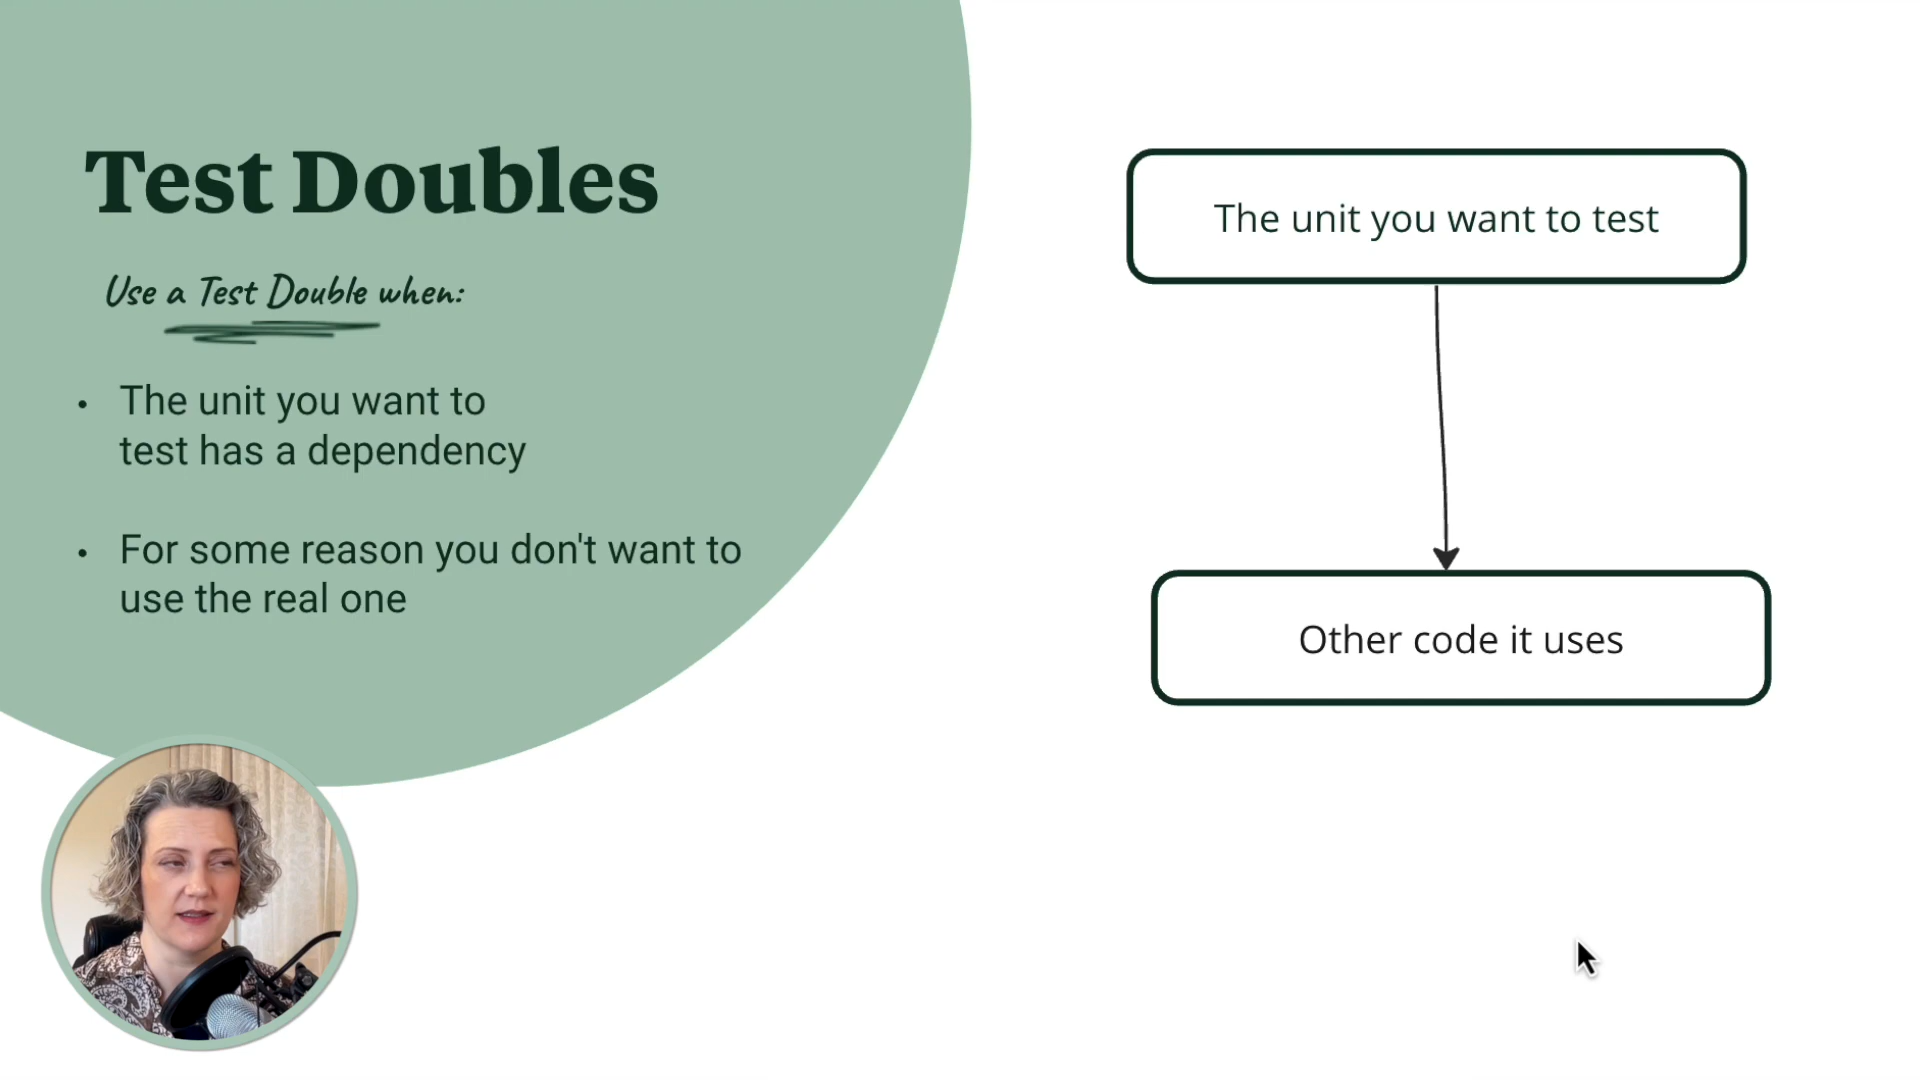 Test Doubles
Use a Test Double when:
• The unit you want to
test has a dependency
• For some reason you don't want to
use the real one
The unit you want to test
Other code it uses